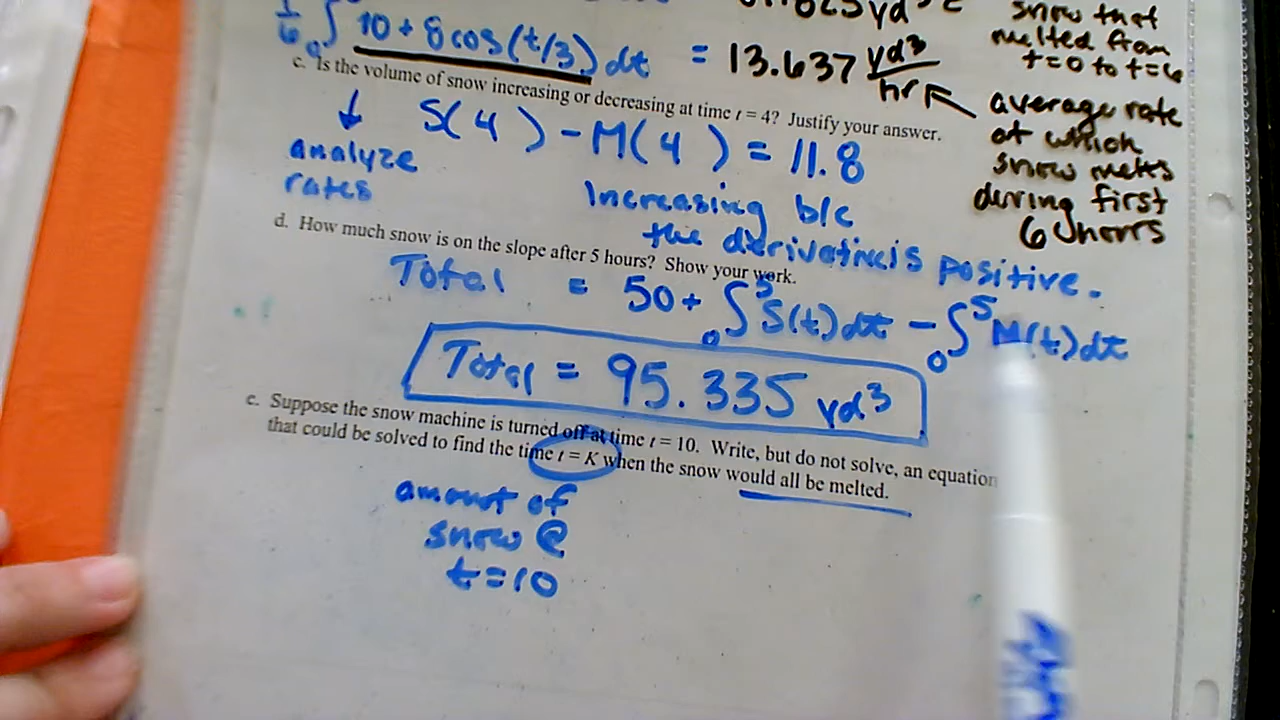 yd³
snow that
melted from
t=0 to t=6
1/6 ∫ 10 + 8cos(t/3) dt = 13.637 yd³/hr
c. Is the volume of snow increasing or decreasing at time t = 4? Justify your answer.
average rate
at which
snow melts
during first
6 hours
S(4) - M(4) = 11.8
analyze
rates
Increasing b/c
the derivative is positive.
d. How much snow is on the slope after 5 hours? Show your work.
Total = 50 + ∫₀⁵ S(t)dt - ∫₀⁵ M(t)dt
Total = 95.335 yd³
e. Suppose the snow machine is turned off at time t = 10. Write, but do not solve, an equation
that could be solved to find the time t = K when the snow would all be melted.
amount of
snow @
t=10